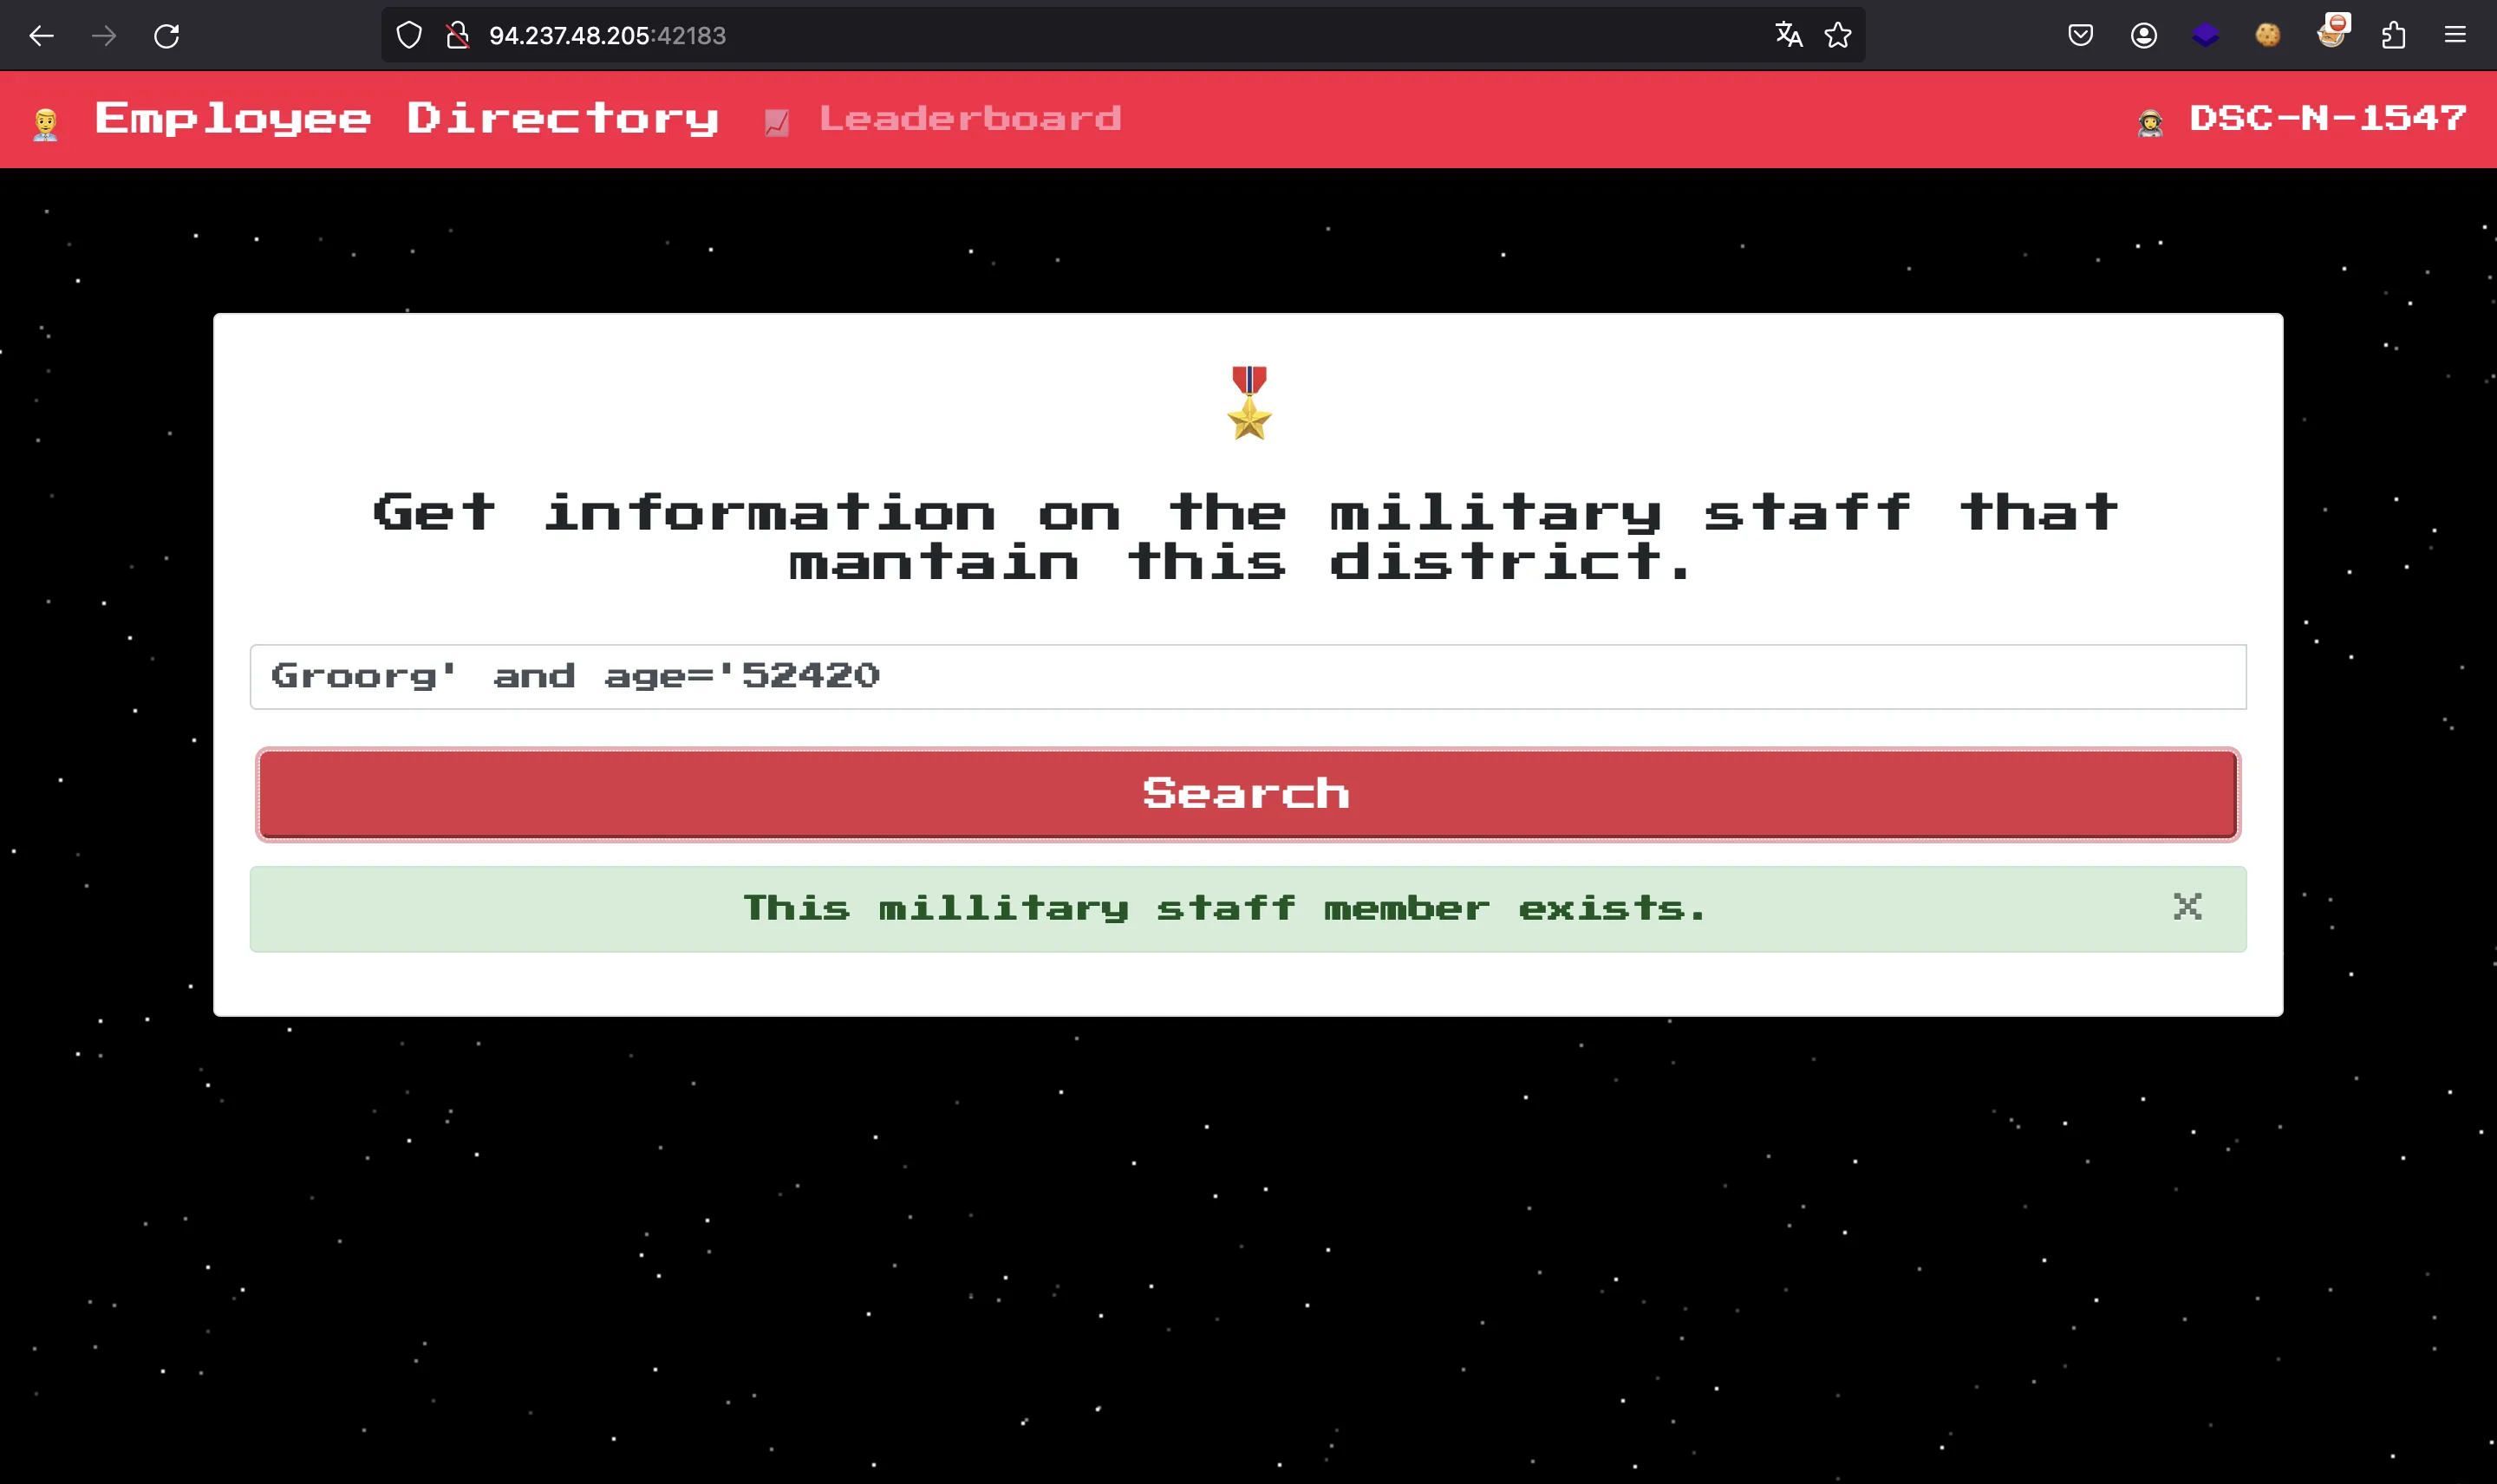 94.237.48.205:42183
Employee Directory Leaderboard DSC-N-1547
Get information on the military staff that
mantain this district.
Groorg' and age='52420
Search
This millitary staff member exists. X